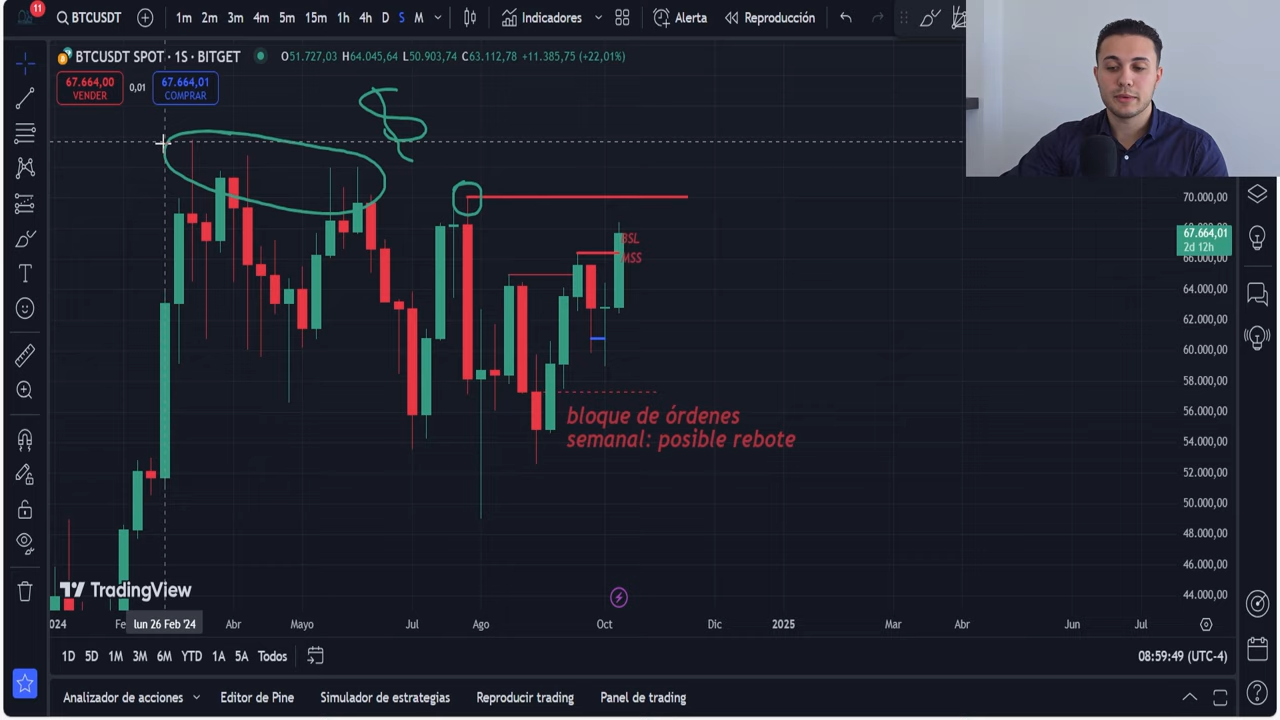 11
BTCUSDT
1m 2m 3m 4m 5m 15m 1h 4h D S M
Indicadores
Alerta
Reproducción
BTCUSDT SPOT · 1S · BITGET
O51.727,03 H64.045,64 L50.903,74 C63.112,78 +11.385,75 (+22,01%)
67.664,00
VENDER
0,01
67.664,01
COMPRAR
70.000,00
67.664,01
2d 12h
66.000,00
64.000,00
62.000,00
60.000,00
58.000,00
56.000,00
54.000,00
52.000,00
50.000,00
48.000,00
46.000,00
44.000,00
BSL
MSS
bloque de órdenes
semanal: posible rebote
TradingView
lun 26 Feb '24
Abr Mayo Jul Ago Oct Dic 2025 Mar Abr Jun Jul
1D 5D 1M 3M 6M YTD 1A 5A Todos
08:59:49 (UTC-4)
Analizador de acciones
Editor de Pine
Simulador de estrategias
Reproducir trading
Panel de trading